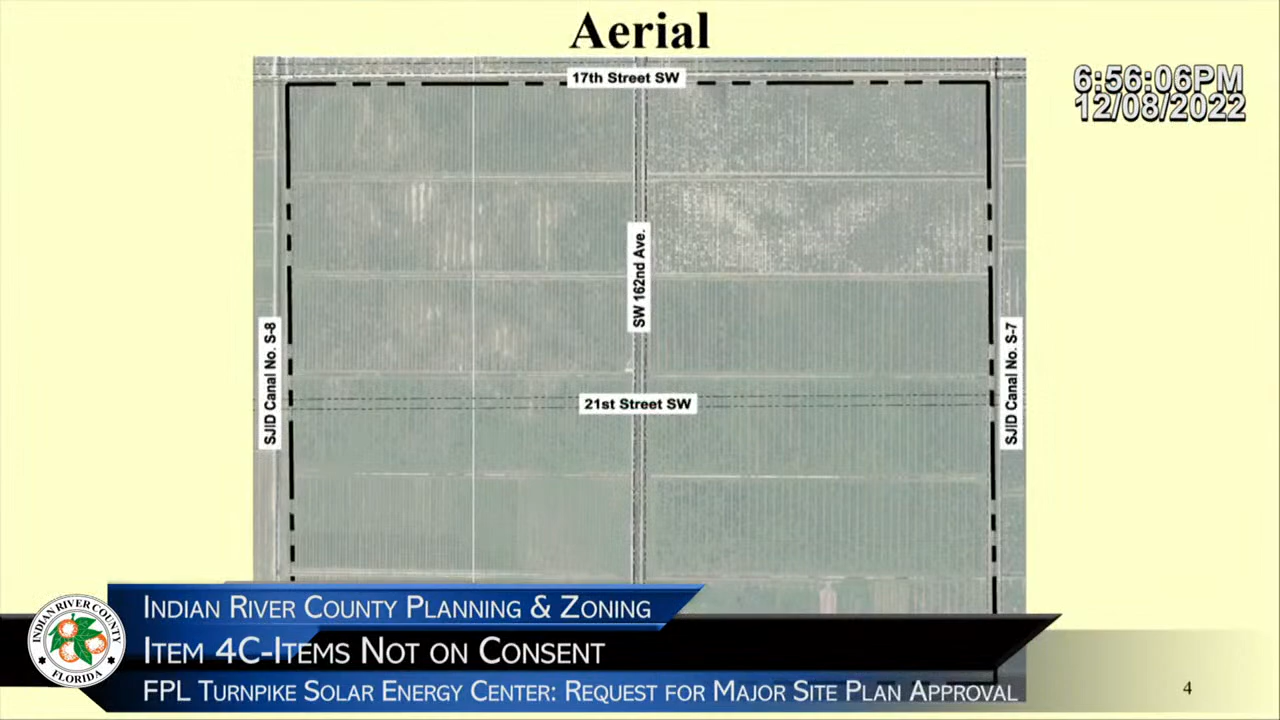 Aerial
17th Street SW
6:56:06PM
12/08/2022
SW 162nd Ave.
SJID Canal No. S-8
SJID Canal No. S-7
21st Street SW
INDIAN RIVER COUNTY PLANNING & ZONING
ITEM 4C-ITEMS NOT ON CONSENT
FPL TURNPIKE SOLAR ENERGY CENTER: REQUEST FOR MAJOR SITE PLAN APPROVAL
INDIAN RIVER COUNTY
FLORIDA
4